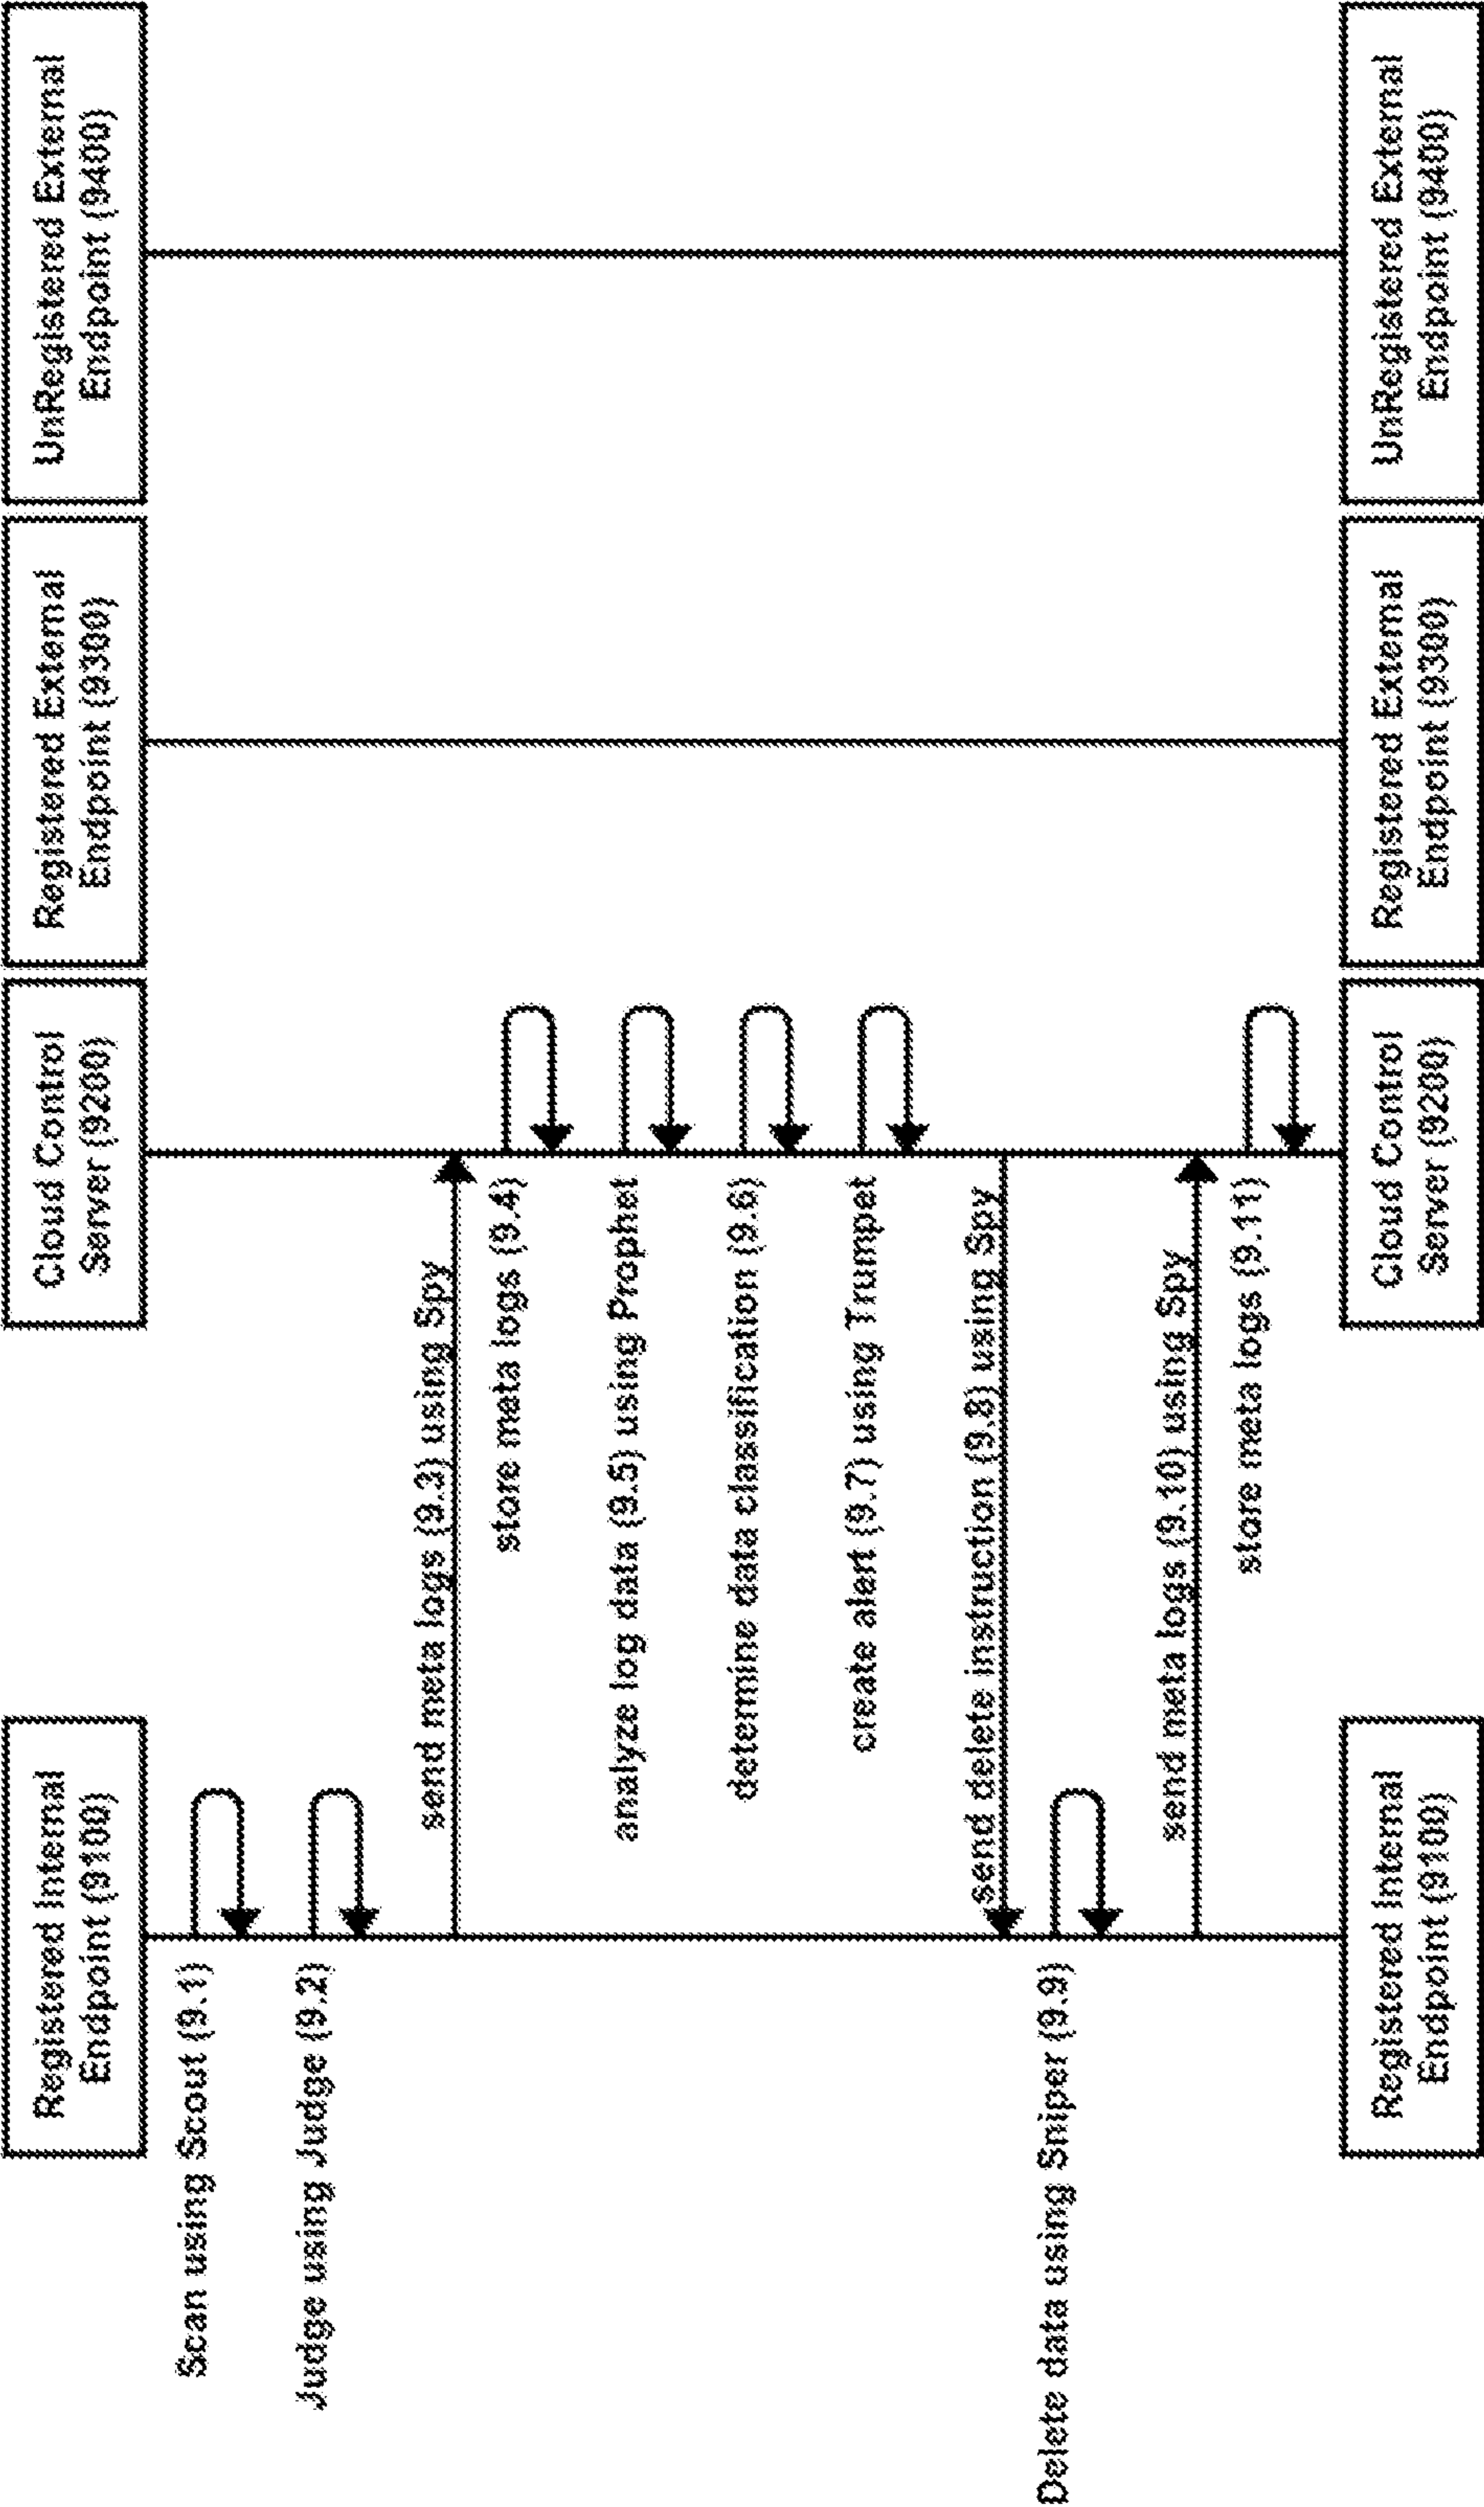 Registered Internal
Endpoint (9100)
Cloud Control
Server (9200)
Registered External
Endpoint (9300)
UnRegistered External
Endpoint (9400)
Scan using Scout (9.1)
Judge using Judge (9.2)
send meta logs (9.3) using Spy
store meta logs (9.4)
analyze log data (9.5) using Prophet
determine data classification (9.6)
create alert (9.7) using Trumpet
send delete instruction (9.8) using Spy
Delete data using Sniper (9.9)
send meta logs (9.10) using Spy
store meta logs (9.11)
Registered Internal
Endpoint (9100)
Cloud Control
Server (9200)
Registered External
Endpoint (9300)
UnRegistered External
Endpoint (9400)